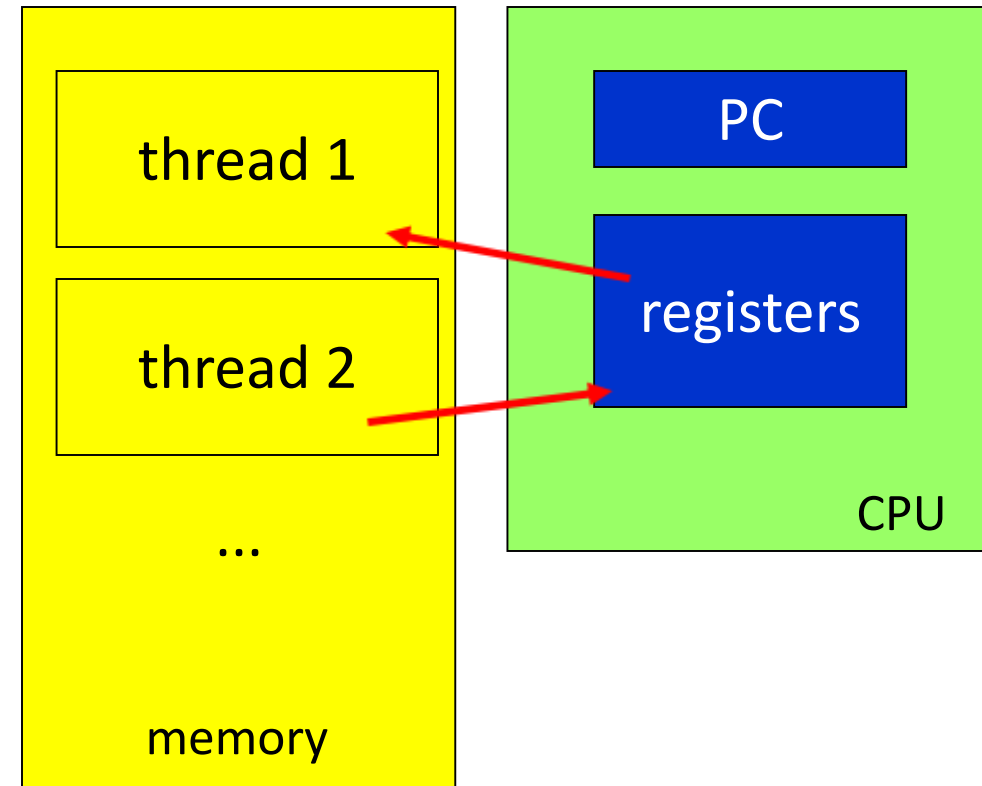 thread 1
thread 2
...
memory
PC
registers
CPU